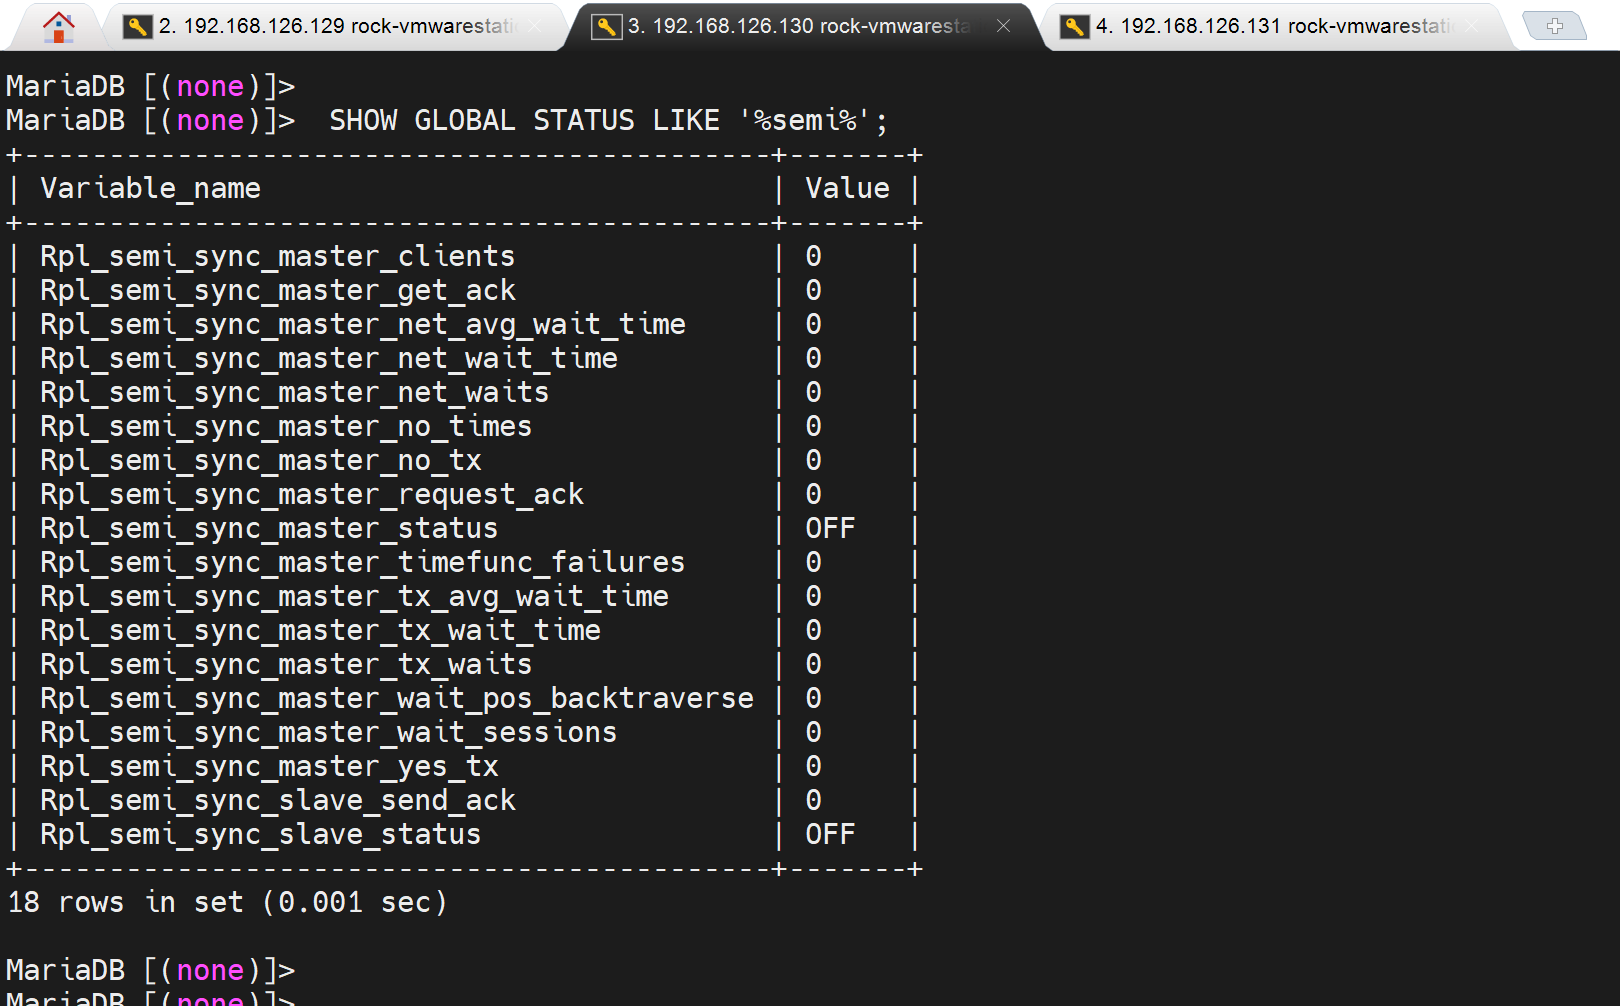 2. 192.168.126.129 rock-vmwarestati
3. 192.168.126.130 rock-vmwaresta
4. 192.168.126.131 rock-vmwarestati
MariaDB [(none)]>
MariaDB [(none)]>  SHOW GLOBAL STATUS LIKE '%semi%';
+--------------------------------------------+-------+
| Variable_name                              | Value |
+--------------------------------------------+-------+
| Rpl_semi_sync_master_clients               | 0     |
| Rpl_semi_sync_master_get_ack               | 0     |
| Rpl_semi_sync_master_net_avg_wait_time     | 0     |
| Rpl_semi_sync_master_net_wait_time         | 0     |
| Rpl_semi_sync_master_net_waits             | 0     |
| Rpl_semi_sync_master_no_times              | 0     |
| Rpl_semi_sync_master_no_tx                 | 0     |
| Rpl_semi_sync_master_request_ack           | 0     |
| Rpl_semi_sync_master_status                | OFF   |
| Rpl_semi_sync_master_timefunc_failures     | 0     |
| Rpl_semi_sync_master_tx_avg_wait_time      | 0     |
| Rpl_semi_sync_master_tx_wait_time          | 0     |
| Rpl_semi_sync_master_tx_waits              | 0     |
| Rpl_semi_sync_master_wait_pos_backtraverse | 0     |
| Rpl_semi_sync_master_wait_sessions         | 0     |
| Rpl_semi_sync_master_yes_tx                | 0     |
| Rpl_semi_sync_slave_send_ack               | 0     |
| Rpl_semi_sync_slave_status                 | OFF   |
+--------------------------------------------+-------+
18 rows in set (0.001 sec)
MariaDB [(none)]>
MariaDB [(none)]>